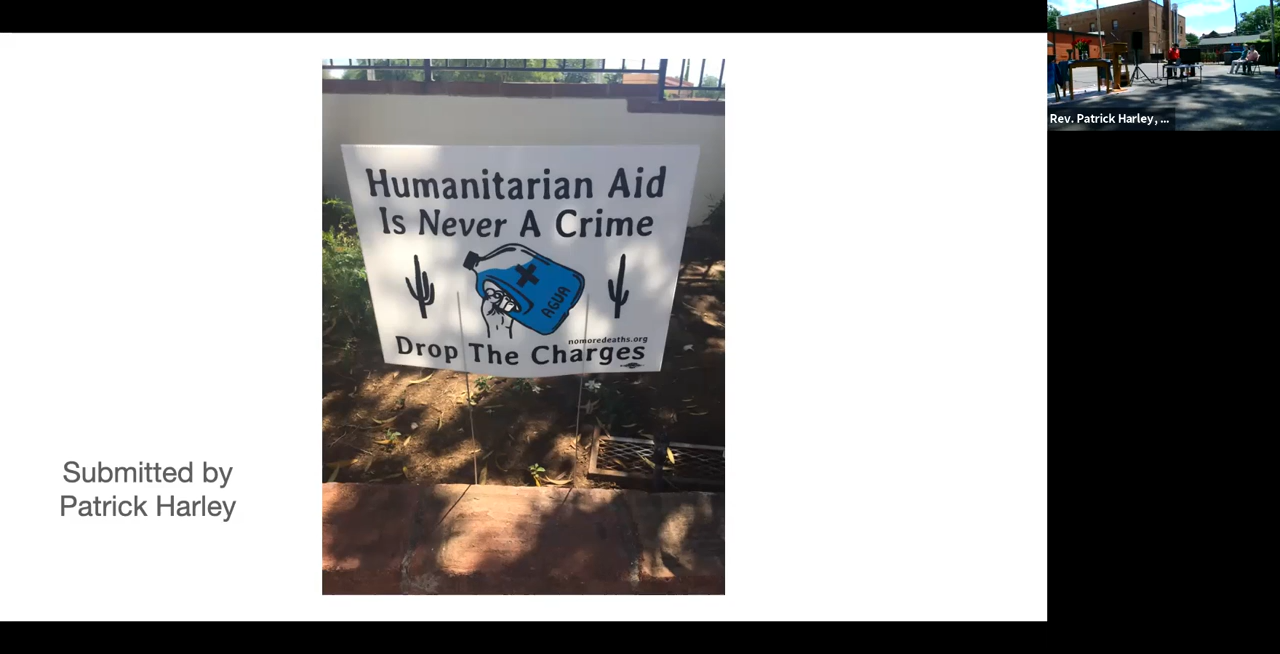 Humanitarian Aid
Is Never A Crime
AGUA
nomoredeaths.org
Drop The Charges
Submitted by
Patrick Harley
Rev. Patrick Harley, ...